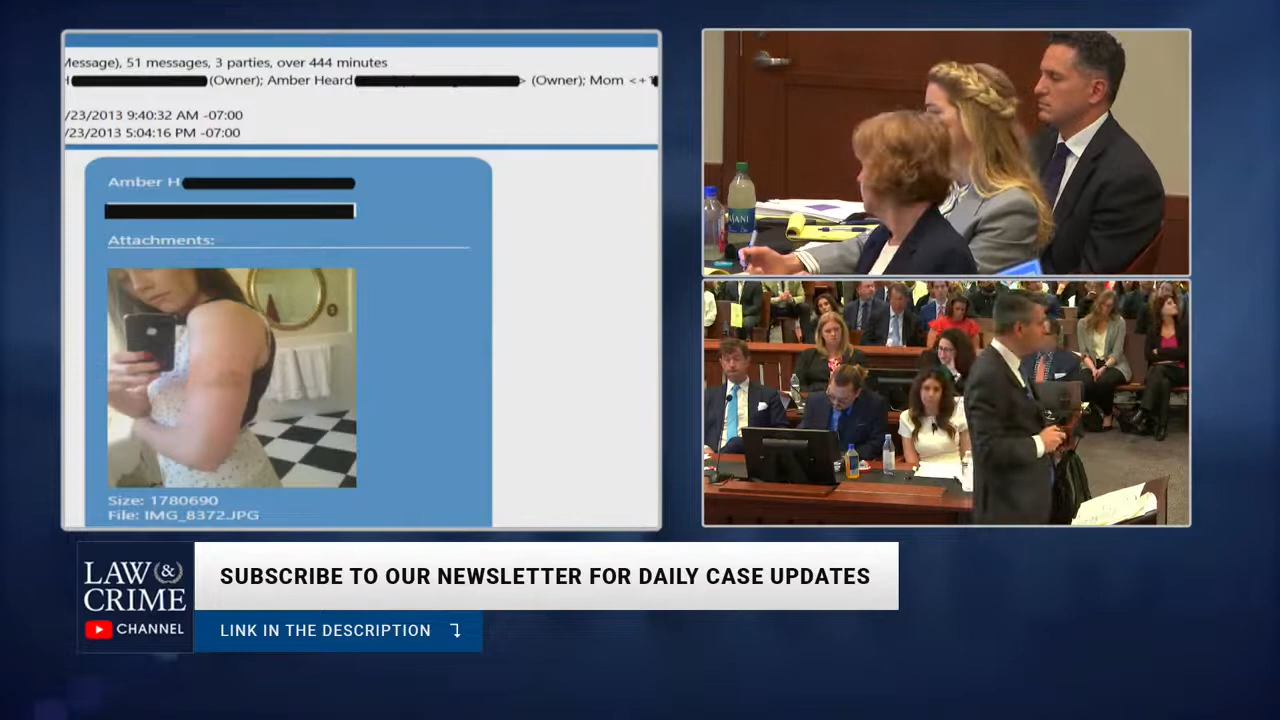 Message), 51 messages, 3 parties, over 444 minutes
(Owner); Amber Heard > (Owner); Mom <+1
/23/2013 9:40:32 AM -07:00
/23/2013 5:04:16 PM -07:00
Amber H
Attachments:
Size: 1780690
File: IMG_8372.JPG
LAW &
CRIME
CHANNEL
SUBSCRIBE TO OUR NEWSLETTER FOR DAILY CASE UPDATES
LINK IN THE DESCRIPTION